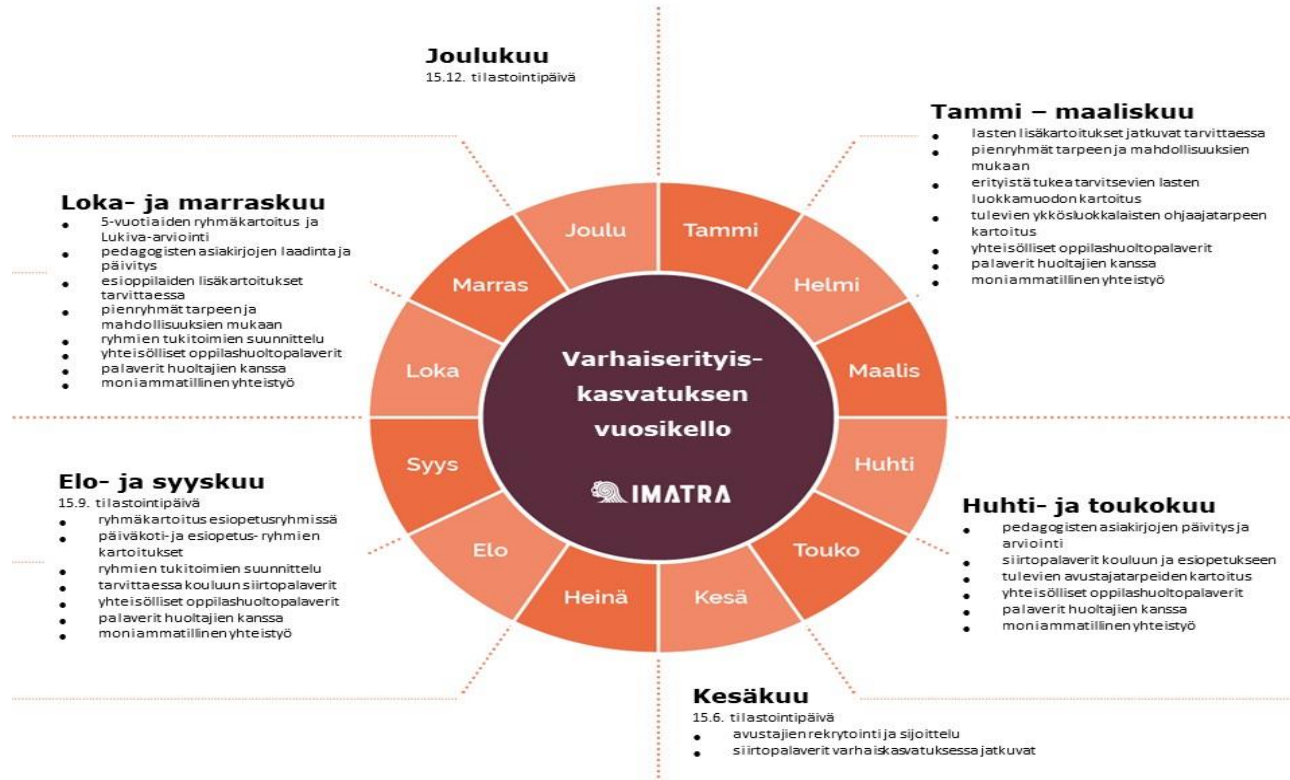 Joulukuu
15.12. tilastointipäivä
Tammi – maaliskuu
• lasten lisäkartoitukset jatkuvat tarvittaessa
• pienryhmät tarpeen ja mahdollisuuksien
mukaan
• erityistä tukea tarvitsevien lasten
luokkamuodon kartoitus
• tulevien ykkösluokkalaisten ohjaajatarpeen
kartoitus
• yhteisölliset oppilashuoltopalaverit
• palaverit huoltajien kanssa
• moniammatillinen yhteistyö
Loka- ja marraskuu
• 5-vuotiaiden ryhmäkartoitus ja
Lukiva-arviointi
• pedagogisten asiakirjojen laadinta ja
päivitys
• esioppilaiden lisäkartoitukset
tarvittaessa
• pienryhmät tarpeen ja
mahdollisuuksien mukaan
• ryhmien tukitoimien suunnittelu
• yhteisölliset oppilashuoltopalaverit
• palaverit huoltajien kanssa
• moniammatillinen yhteistyö
Joulu
Tammi
Marras
Helmi
Loka
Maalis
Syys
Huhti
Elo
Touko
Heinä
Kesä
Varhaiserityis-
kasvatuksen
vuosikello
IMATRA
Elo- ja syyskuu
15.9. tilastointipäivä
• ryhmäkartoitus esiopetusryhmissä
• päiväkoti- ja esiopetus- ryhmien
kartoitukset
• ryhmien tukitoimien suunnittelu
• tarvittaessa kouluun siirtopalaverit
• yhteisölliset oppilashuoltopalaverit
• palaverit huoltajien kanssa
• moniammatillinen yhteistyö
Huhti- ja toukokuu
• pedagogisten asiakirjojen päivitys ja
arviointi
• siirtopalaverit kouluun ja esiopetukseen
• tulevien avustajatarpeiden kartoitus
• yhteisölliset oppilashuoltopalaverit
• palaverit huoltajien kanssa
• moniammatillinen yhteistyö
Kesäkuu
15.6. tilastointipäivä
• avustajien rekrytointi ja sijoittelu
• siirtopalaverit varhaiskasvatuksessa jatkuvat